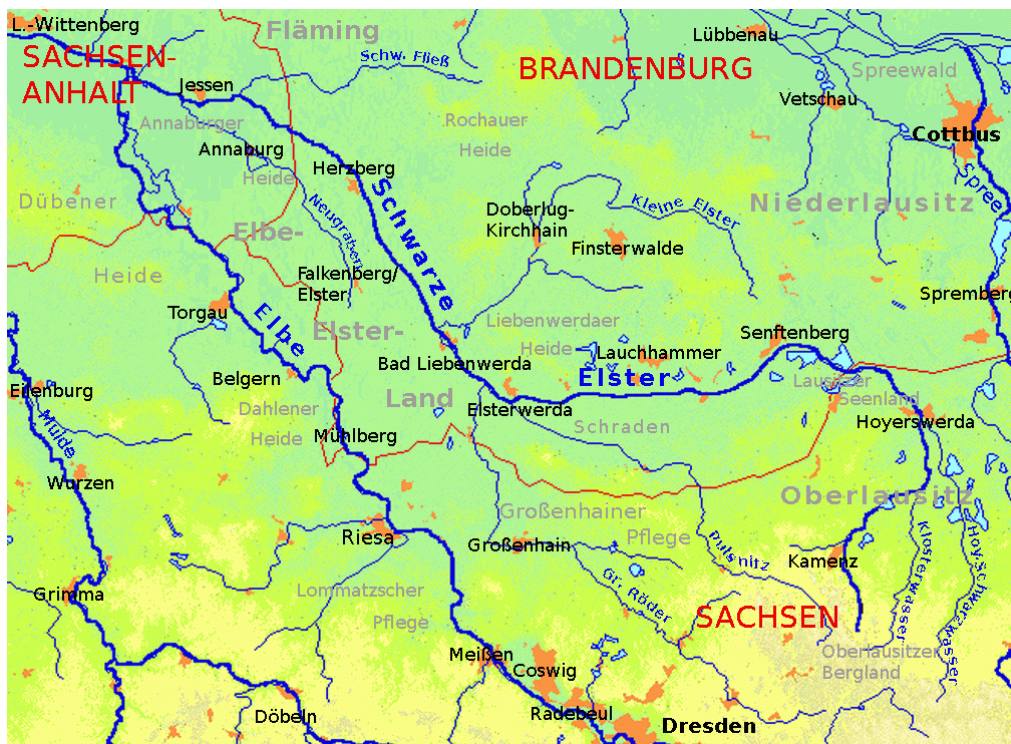 L.-Wittenberg
SACHSEN-
ANHALT
Fläming
Schw. Fließ
BRANDENBURG
Lübbenau
Spreewald
Vetschau
Cottbus
Spree
Jessen
Annaburger
Annaburg
Heide
Herzberg
Rochauer
Heide
Schwarze
Neugraben
Dübener
Heide
Elbe-
Elster-
Land
Doberlug-
Kirchhain
Kleine Elster
Finsterwalde
Niederlausitz
Falkenberg/
Elster
Spremberg
Torgau
Elbe
Liebenwerdaer
Heide
Senftenberg
Lauchhammer
Bad Liebenwerda
Elster
Eilenburg
Belgern
Lausitzer
Seenland
Dahlener
Heide
Elsterwerda
Hoyerswerda
Mulde
Mühlberg
Schraden
Wurzen
Oberlausitz
Großenhainer
Pflege
Riesa
Großenhain
Pulsnitz
Kamenz
Klosterwasser
Hoy. Schwarzwasser
Gr. Röder
Grimma
Lommatzscher
Pflege
SACHSEN
Meißen
Oberlausitzer
Bergland
Coswig
Döbeln
Radebeul
Dresden